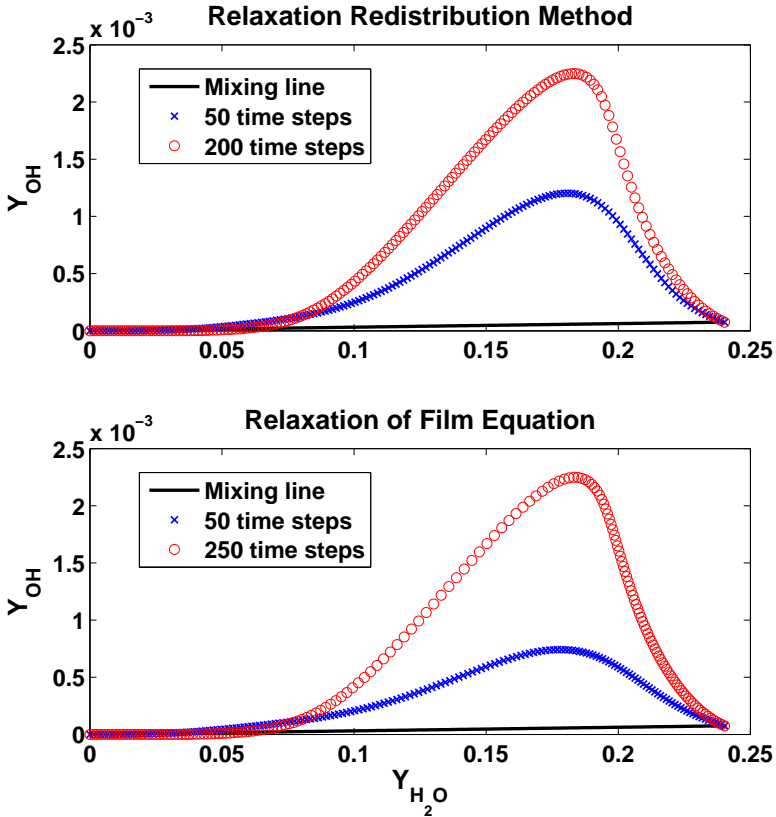 Relaxation Redistribution Method
x 10⁻³
2.5
2
1.5
1
0.5
0
Y_OH
Mixing line
50 time steps
200 time steps
0 0.05 0.1 0.15 0.2 0.25
Relaxation of Film Equation
x 10⁻³
2.5
2
1.5
1
0.5
0
Y_OH
Mixing line
50 time steps
250 time steps
0 0.05 0.1 0.15 0.2 0.25
Y_H₂O